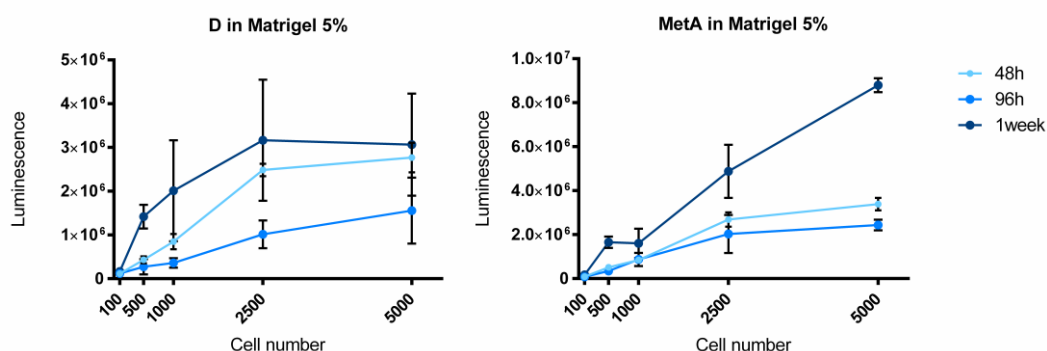 D in Matrigel 5%
5×10⁶
4×10⁶
3×10⁶
2×10⁶
1×10⁶
0
Luminescence
100
500
1000
2500
5000
Cell number
MetA in Matrigel 5%
1.0×10⁷
8.0×10⁶
6.0×10⁶
4.0×10⁶
2.0×10⁶
0
Luminescence
100
500
1000
2500
5000
Cell number
48h
96h
1week